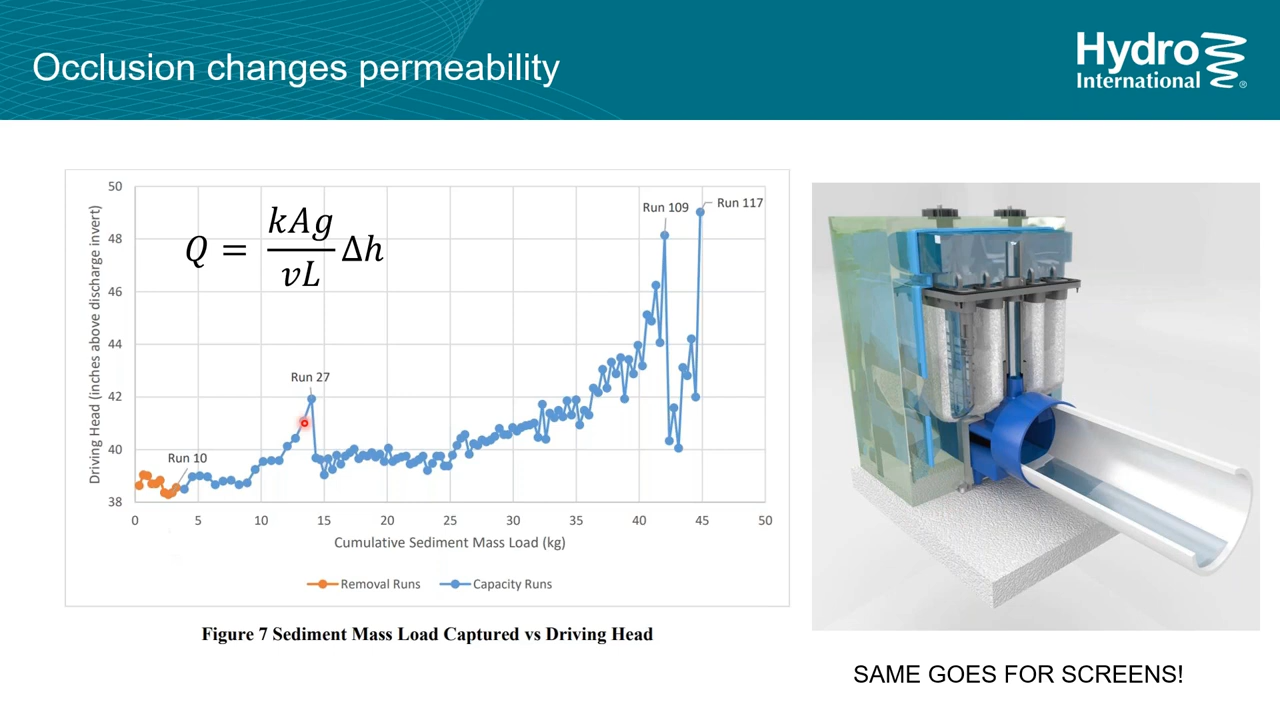 Occlusion changes permeability
Hydro
International
®
50
48
46
44
42
40
38
Driving Head (inches above discharge invert)
Q = kAg/vL Δh
Run 10
Run 27
Run 109
Run 117
0 5 10 15 20 25 30 35 40 45 50
Cumulative Sediment Mass Load (kg)
Removal Runs Capacity Runs
Figure 7 Sediment Mass Load Captured vs Driving Head
SAME GOES FOR SCREENS!